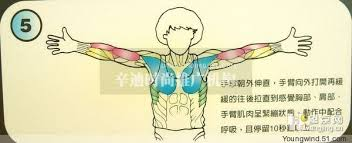 5
辛迪时尚推广机构
手掌朝外伸直,手臂向外打開再緩
緩的往後拉直到感覺胸部、肩部、
手臂肌肉呈緊繃狀,動作中配合
呼吸,且停留10秒
Youngwind.51.com